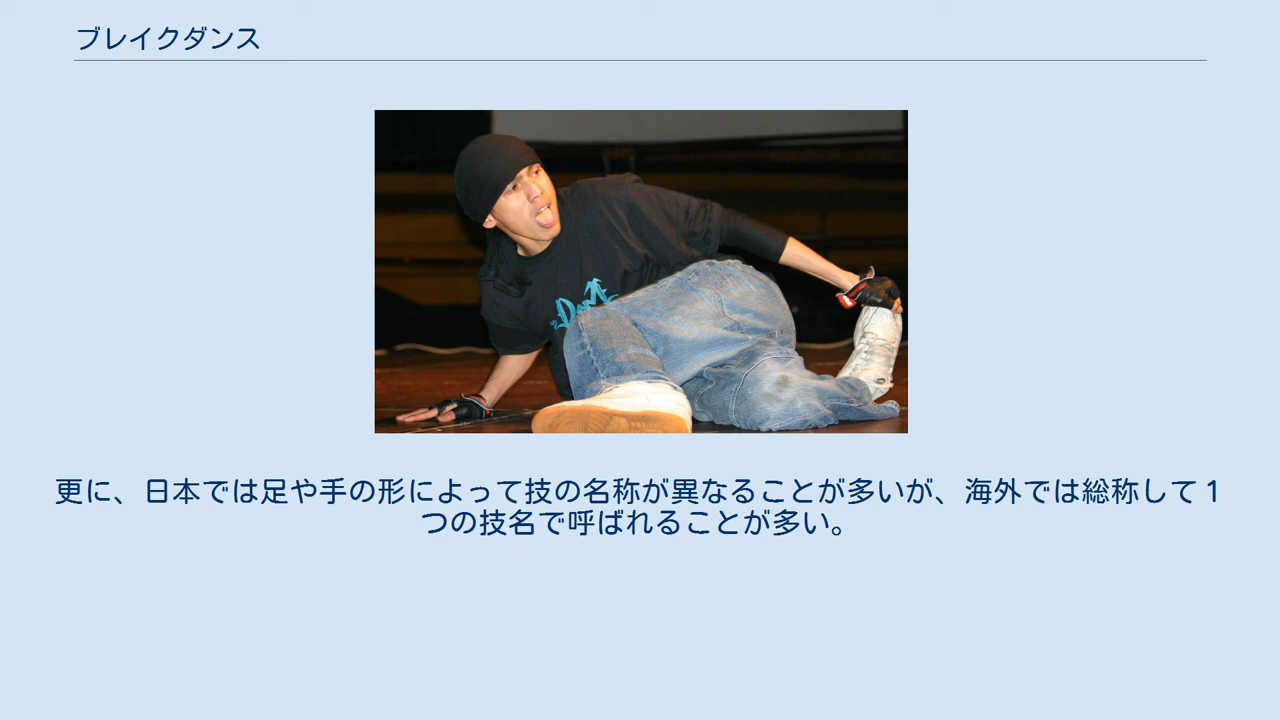 ブレイクダンス
更に、日本では足や手の形によって技の名称が異なることが多いが、海外では総称して1
つの技名で呼ばれることが多い。